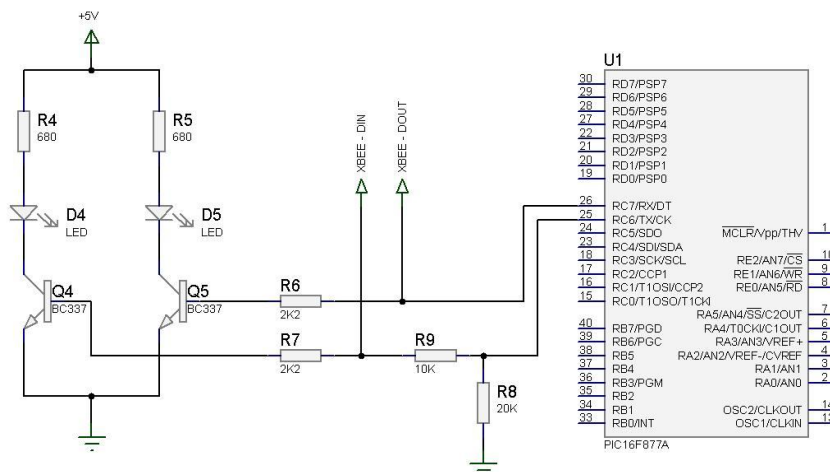 +5V
R4
680
R5
680
D4
LED
D5
LED
Q4
BC337
Q5
BC337
XBEE - DIN
XBEE - DOUT
R6
2K2
R7
2K2
R9
10K
R8
20K
U1
30 RD7/PSP7
29 RD6/PSP6
28 RD5/PSP5
27 RD4/PSP4
22 RD3/PSP3
21 RD2/PSP2
20 RD1/PSP1
19 RD0/PSP0
26 RC7/RX/DT
25 RC6/TX/CK
24 RC5/SDO
23 RC4/SDI/SDA
18 RC3/SCK/SCL
17 RC2/CCP1
16 RC1/T1OSI/CCP2
15 RC0/T1OSO/T1CKI
40 RB7/PGD
39 RB6/PGC
38 RB5
37 RB4
36 RB3/PGM
35 RB2
34 RB1
33 RB0/INT
MCLR/Vpp/THV 1
RE2/AN7/CS 10
RE1/AN6/WR 9
RE0/AN5/RD 8
RA5/AN4/SS/C2OUT 7
RA4/T0CKI/C1OUT 6
RA3/AN3/VREF+ 5
RA2/AN2/VREF-/CVREF 4
RA1/AN1 3
RA0/AN0 2
OSC2/CLKOUT 14
OSC1/CLKIN 13
PIC16F877A